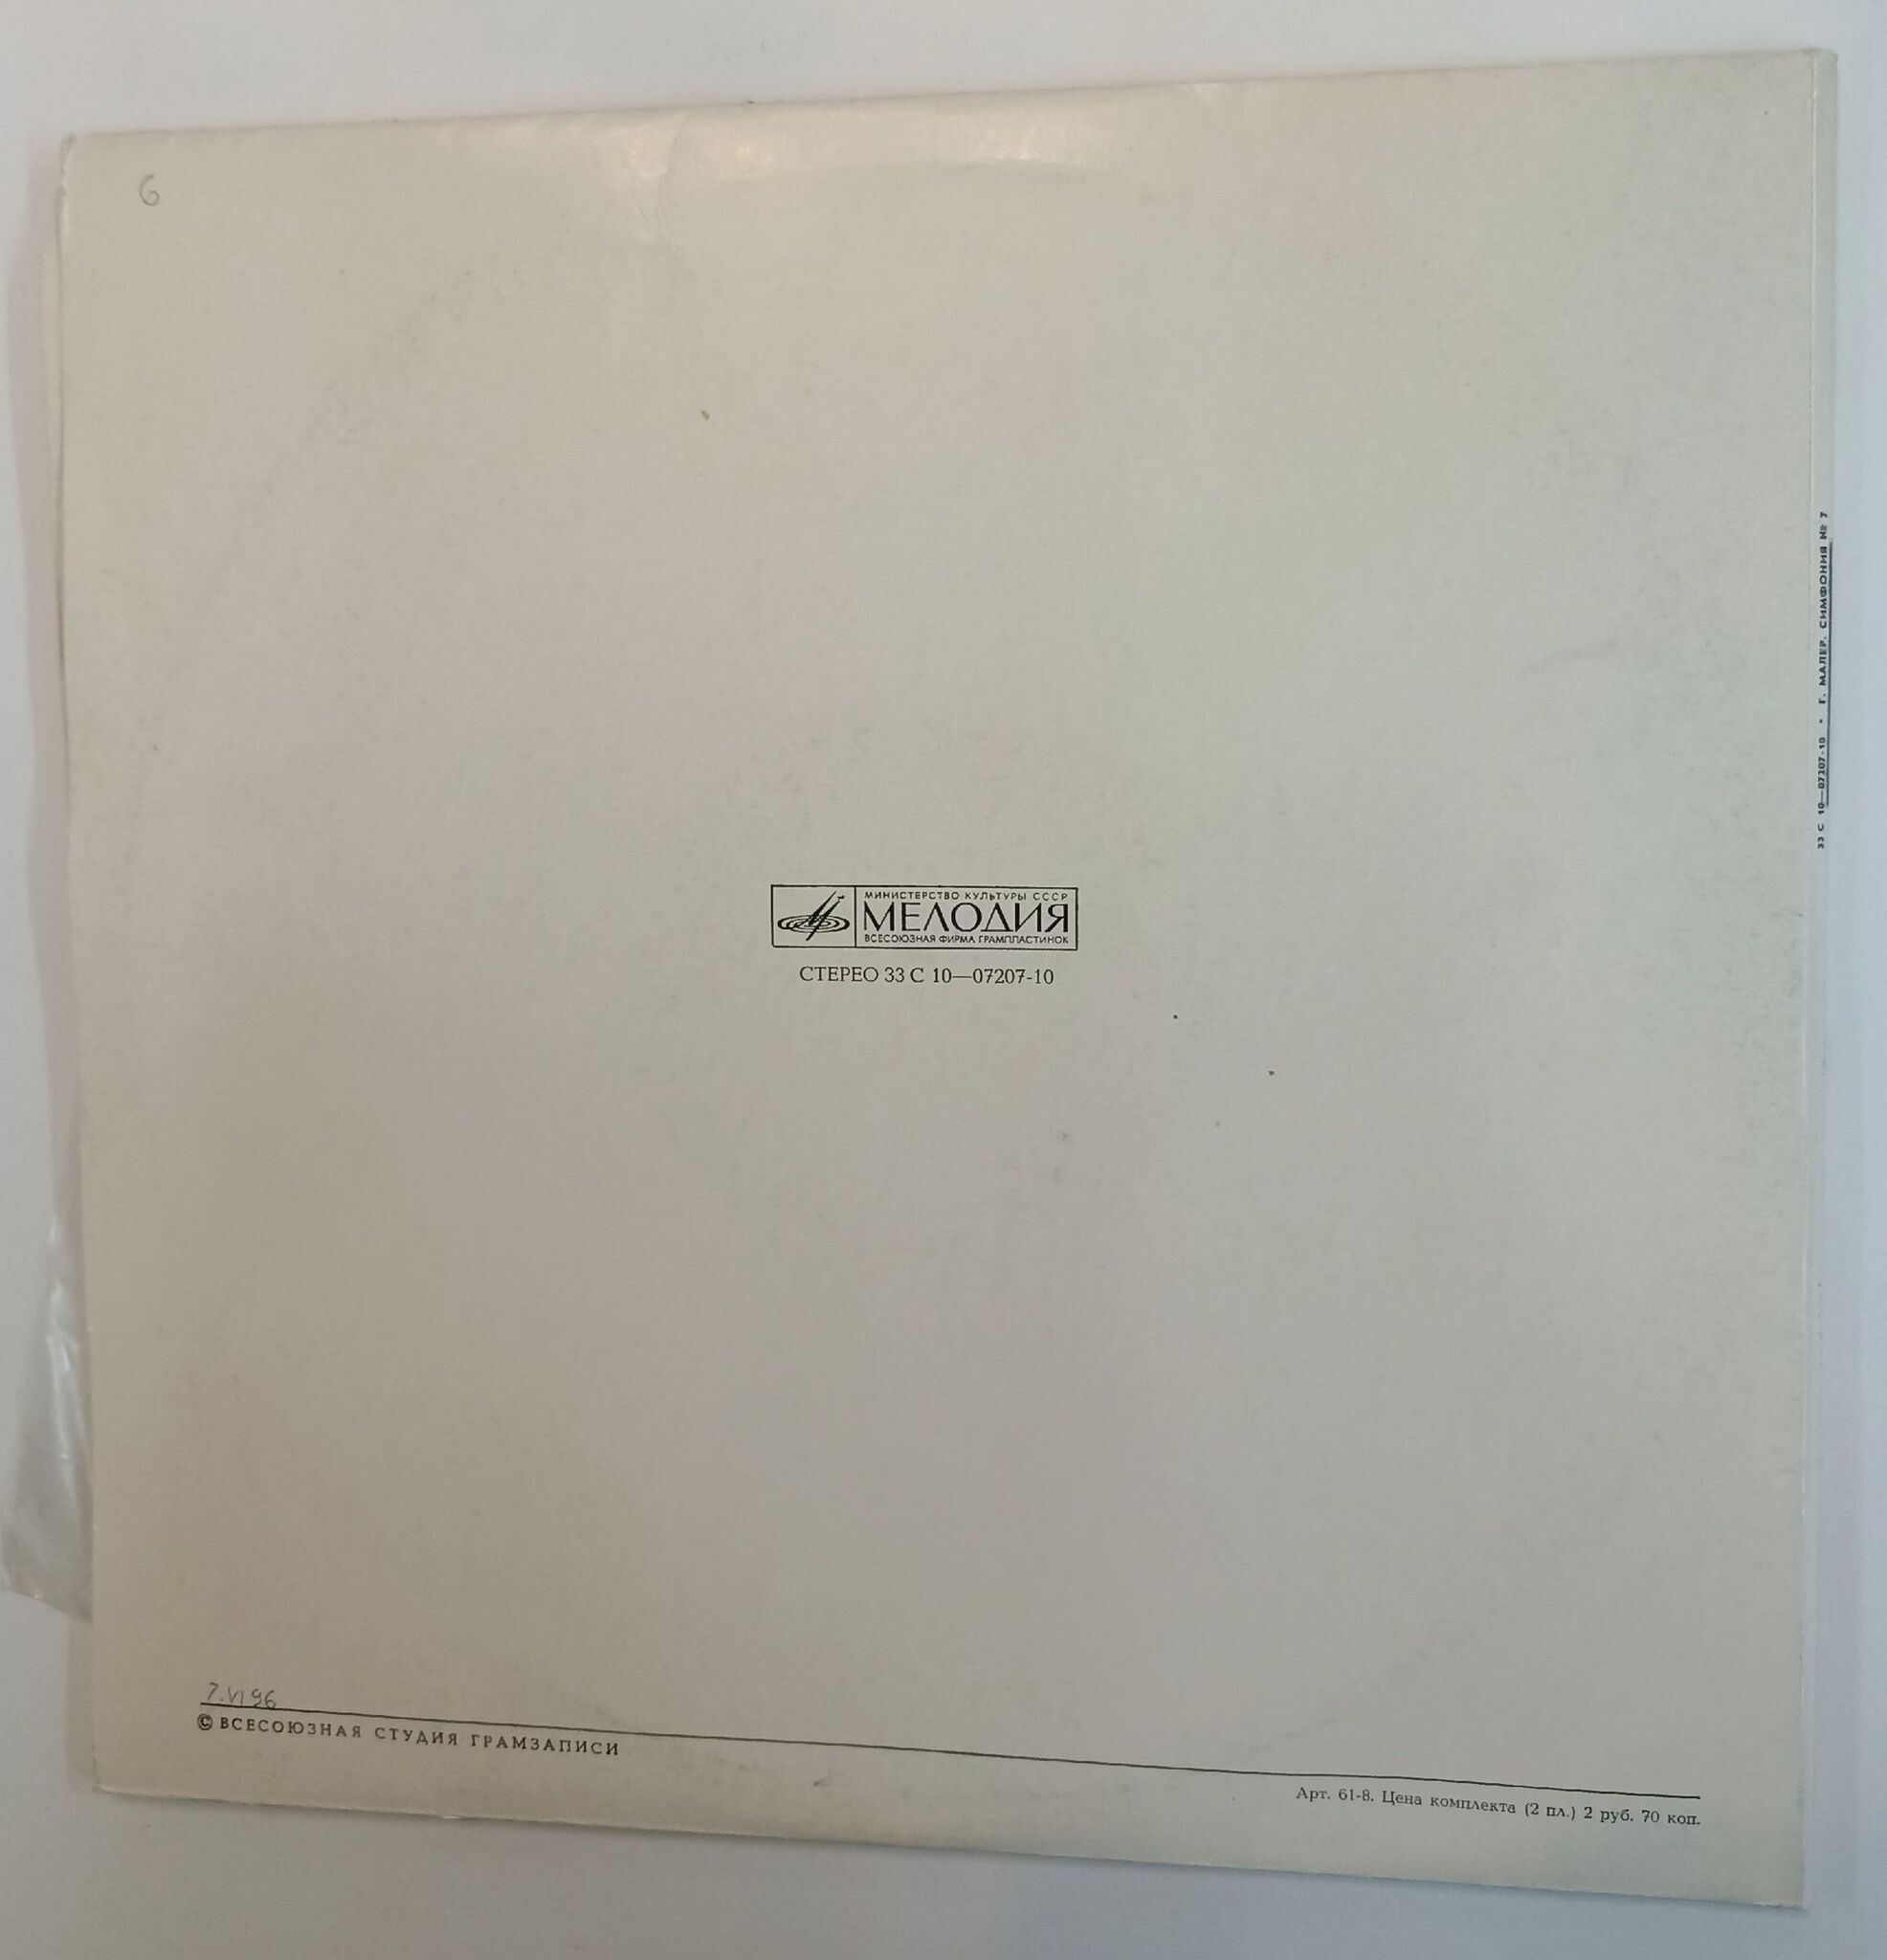 6
33 С 10—07207-10 • Г. МАЛЕР. СИМФОНИЯ № 7
МИНИСТЕРСТВО КУЛЬТУРЫ СССР
МЕЛОДИЯ
ВСЕСОЮЗНАЯ ФИРМА ГРАМПЛАСТИНОК
СТЕРЕО 33 С 10—07207-10
7.VI 96
© ВСЕСОЮЗНАЯ СТУДИЯ ГРАМЗАПИСИ
Арт. 61-8. Цена комплекта (2 пл.) 2 руб. 70 коп.